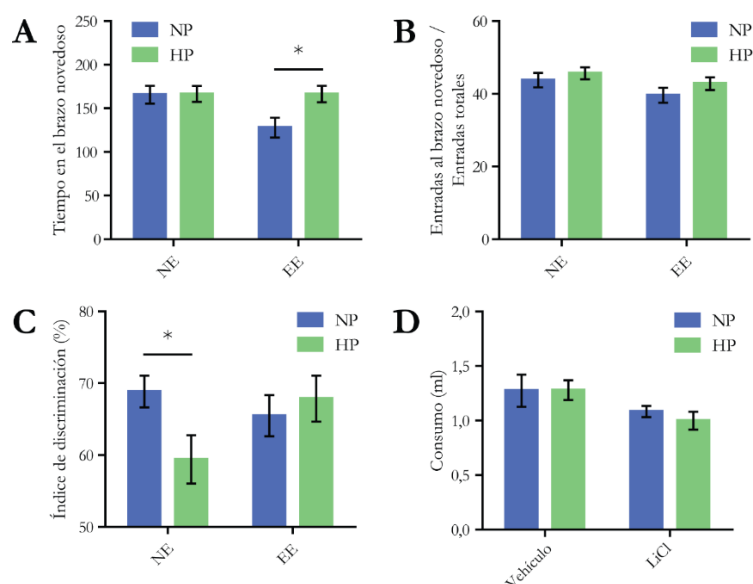 A
Tiempo en el brazo novedoso
250
200
150
100
50
0
NP
HP
*
NE
EE
B
Entradas al brazo novedoso /
Entradas totales
60
40
20
0
NP
HP
NE
EE
C
Índice de discriminación (%)
80
70
60
50
NP
HP
*
NE
EE
D
Consumo (ml)
2,0
1,5
1,0
0,5
0,0
NP
HP
Vehículo
LiCl